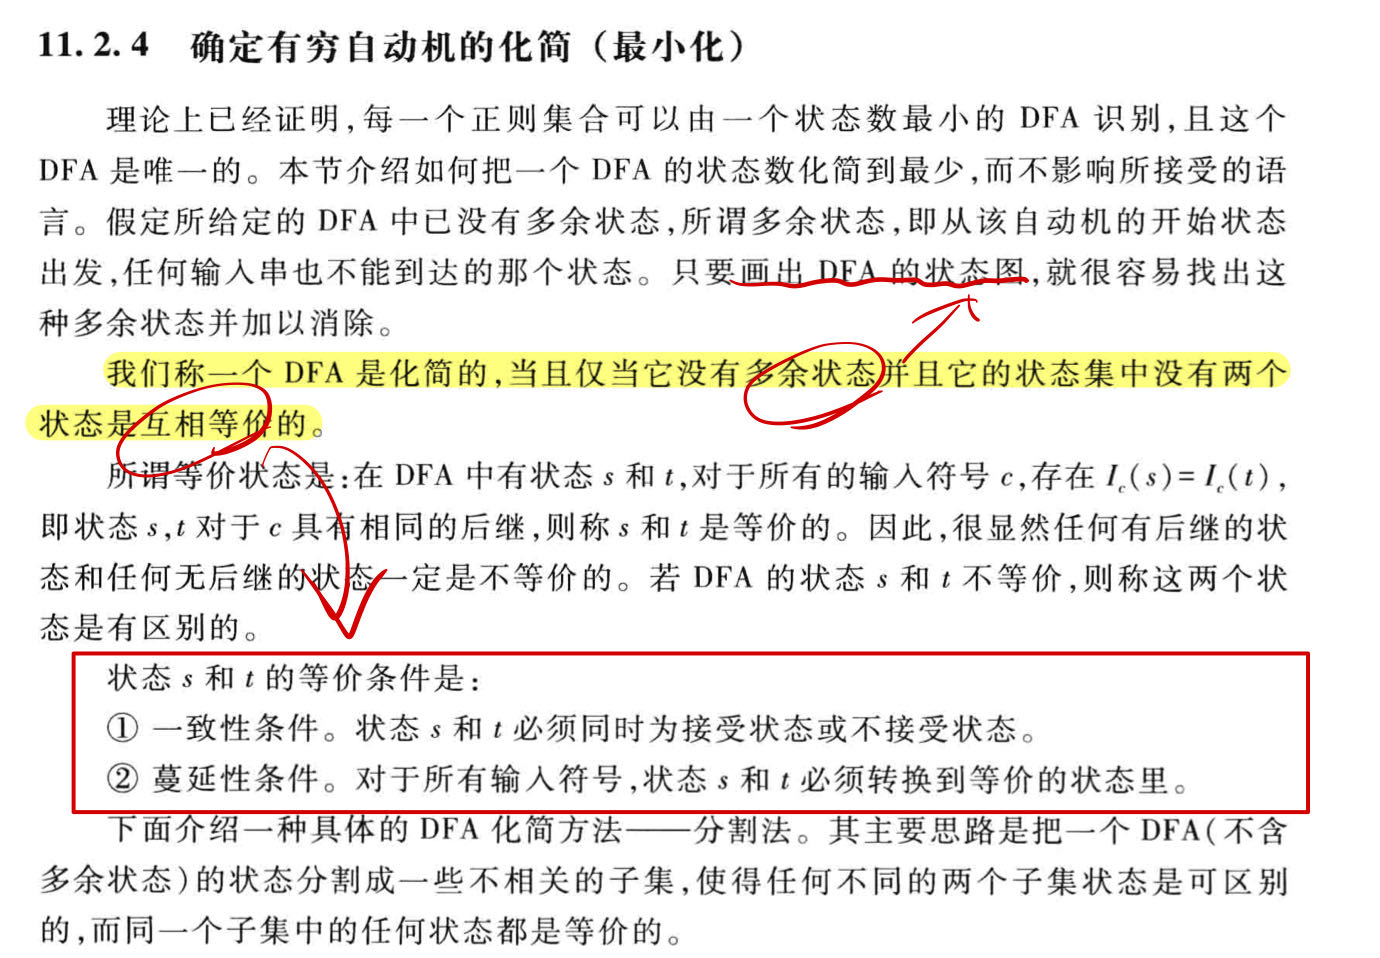 11.2.4 确定有穷自动机的化简（最小化）
理论上已经证明,每一个正则集合可以由一个状态数最小的 DFA 识别,且这个
DFA 是唯一的。本节介绍如何把一个 DFA 的状态数化简到最少,而不影响所接受的语
言。假定所给定的 DFA 中已没有多余状态,所谓多余状态,即从该自动机的开始状态
出发,任何输入串也不能到达的那个状态。只要画出 DFA 的状态图,就很容易找出这
种多余状态并加以消除。
我们称一个 DFA 是化简的,当且仅当它没有多余状态并且它的状态集中没有两个
状态是互相等价的。
所谓等价状态是:在 DFA 中有状态 s 和 t,对于所有的输入符号 c,存在 I_c(s)=I_c(t),
即状态 s,t 对于 c 具有相同的后继,则称 s 和 t 是等价的。因此,很显然任何有后继的状
态和任何无后继的状态一定是不等价的。若 DFA 的状态 s 和 t 不等价,则称这两个状
态是有区别的。
状态 s 和 t 的等价条件是:
① 一致性条件。状态 s 和 t 必须同时为接受状态或不接受状态。
② 蔓延性条件。对于所有输入符号,状态 s 和 t 必须转换到等价的状态里。
下面介绍一种具体的 DFA 化简方法——分割法。其主要思路是把一个 DFA(不含
多余状态)的状态分割成一些不相关的子集,使得任何不同的两个子集状态是可区别
的,而同一个子集中的任何状态都是等价的。